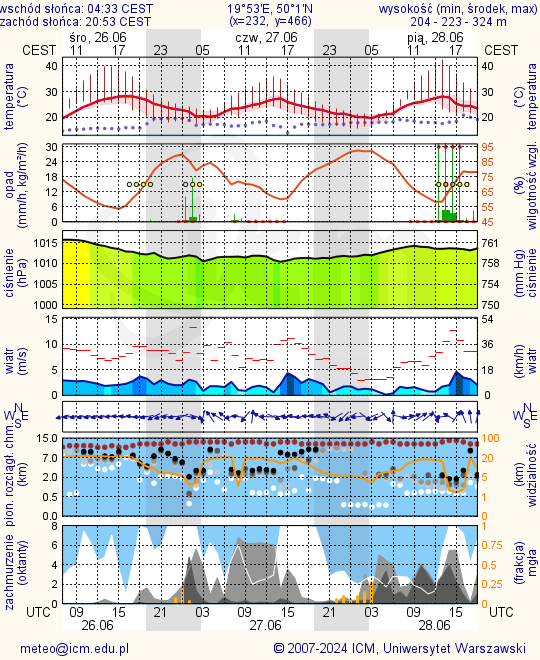 wschód słońca: 04:33 CEST 19°53'E, 50°1'N wysokość (min, środek, max)
zachód słońca: 20:53 CEST (x=232, y=466) 204 - 223 - 324 m
śro, 26.06 czw, 27.06 pią, 28.06
CEST 11 17 23 05 11 17 23 05 11 17 CEST
temperatura (°C)
40 40
30 30
20 20
temperatura (°C)
opad (mm/h, kg/m²/h)
30 95
24 85
18 75
12 65
6 55
0 45
wilgotność wzgl. (%)
ciśnienie (hPa)
1015 761
1010 758
1005 754
1000 750
ciśnienie (mm Hg)
wiatr (m/s)
15 54
10 36
5 18
0 0
wiatr (km/h)
N N
W E W E
S S
pion. rozciągł. chm. (km)
15.0 100
7.0 20
2.0 5
0.5 1
0.0 0
widzialność (km)
zachmurzenie (oktanty)
8 1
6 0.75
4 0.5
2 0.25
0 0
mgła (frakcja)
UTC 09 15 21 03 09 15 21 03 09 15 UTC
26.06 27.06 28.06
meteo@icm.edu.pl © 2007-2024 ICM, Uniwersytet Warszawski